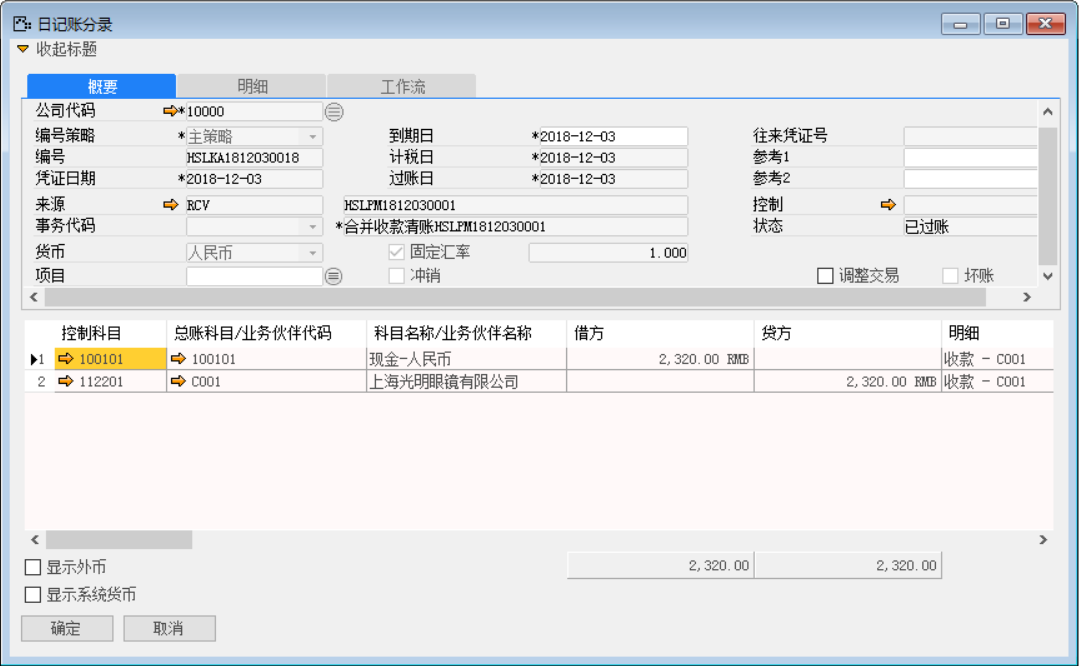 日记账分录
收起标题
概要 明细 工作流
公司代码 *10000
编号策略 *主策略 到期日 *2018-12-03 往来凭证号
编号 HSLKA1812030018 计税日 *2018-12-03 参考1
凭证日期 *2018-12-03 过账日 *2018-12-03 参考2
来源 RCV HSLPM1812030001 控制
事务代码 *合并收款清账HSLPM1812030001 状态 已过账
货币 人民币 固定汇率 1.000
项目 冲销 调整交易 坏账
控制科目 总账科目/业务伙伴代码 科目名称/业务伙伴名称 借方 贷方 明细
1 100101 100101 现金-人民币 2,320.00 RMB 收款 - C001
2 112201 C001 上海光明眼镜有限公司 2,320.00 RMB 收款 - C001
显示外币 2,320.00 2,320.00
显示系统货币
确定 取消